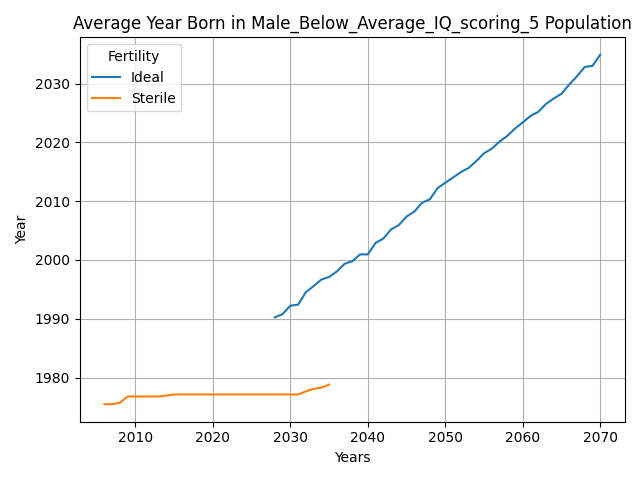 Average Year Born in Male_Below_Average_IQ_scoring_5 Population
Fertility
Ideal
Sterile
2030
2020
2010
2000
1990
1980
Year
2010
2020
2030
2040
2050
2060
2070
Years